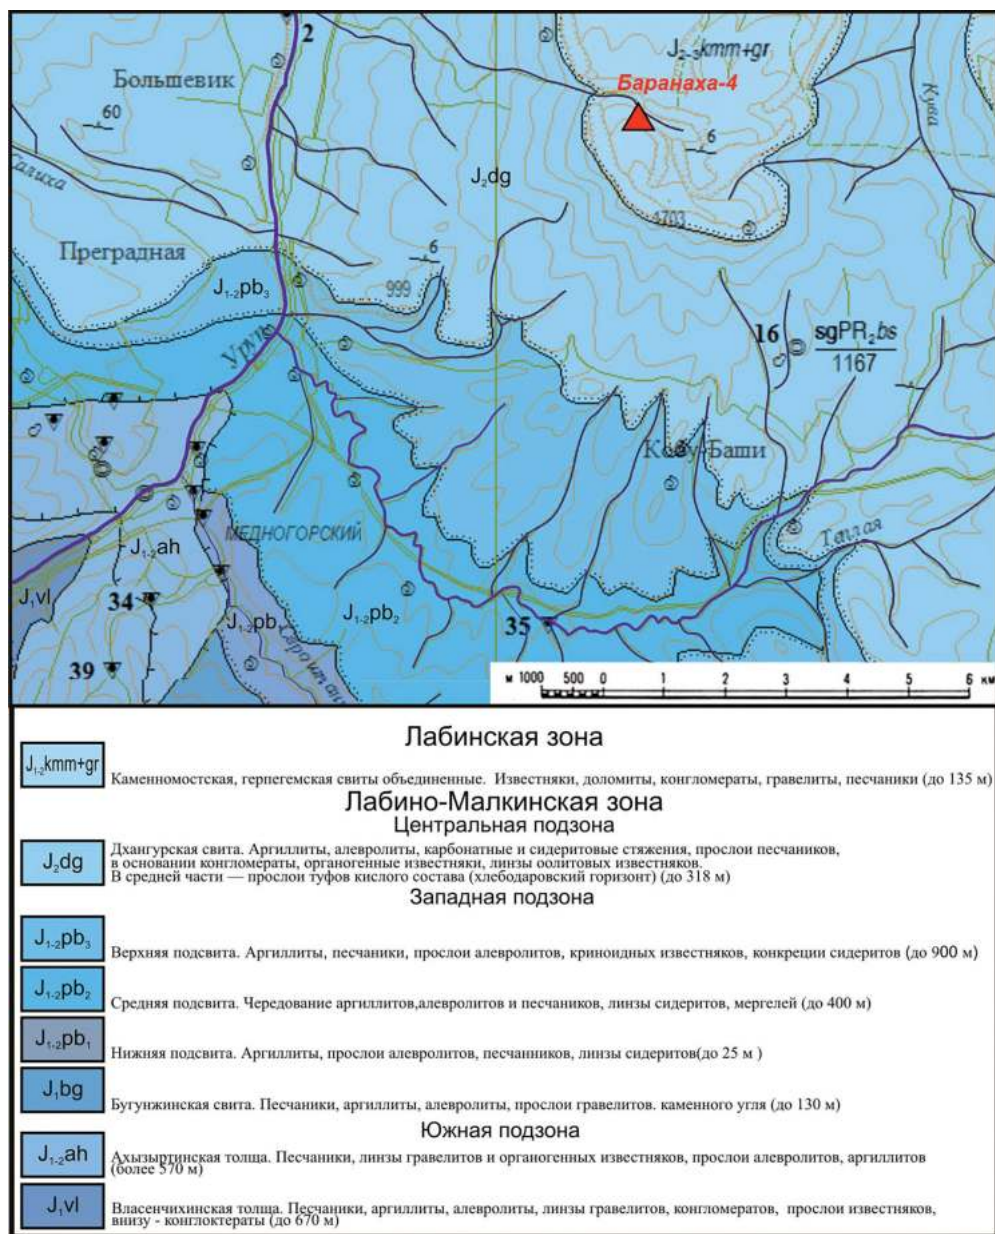 2
J₂₋₃kmm+gr
Большевик
Баранаха-4
60
6
Кува
Салиха
J₂dg
Преградная
1703
6
J₁₋₂pb₃
999
Уруп
16
sgPR₂bs
1167
Кобу-Баши
МЕДНОГОРСКИЙ
Теплая
J₁₋₂ah
J₁vl
34
J₁₋₂pb₁
J₁₋₂pb₂
35
39
м 1000 500 0 1 2 3 4 5 6 км
Лабинская зона
J₁₋₂kmm+gr
Каменномостская, герпегемская свиты объединенные. Известняки, доломиты, конгломераты, гравелиты, песчаники (до 135 м)
Лабино-Малкинская зона
Центральная подзона
J₂dg
Дхангурская свита. Аргиллиты, алевролиты, карбонатные и сидеритовые стяжения, прослои песчаников,
в основании конгломераты, органогенные известняки, линзы оолитовых известняков.
В средней части — прослои туфов кислого состава (хлебодаровский горизонт) (до 318 м)
Западная подзона
J₁₋₂pb₃
Верхняя подсвита. Аргиллиты, песчаники, прослои алевролитов, криноидных известняков, конкреции сидеритов (до 900 м)
J₁₋₂pb₂
Средняя подсвита. Чередование аргиллитов,алевролитов и песчаников, линзы сидеритов, мергелей (до 400 м)
J₁₋₂pb₁
Нижняя подсвита. Аргиллиты, прослои алевролитов, песчанников, линзы сидеритов(до 25 м )
J₁bg
Бугунжинская свита. Песчаники, аргиллиты, алевролиты, прослои гравелитов. каменного угля (до 130 м)
Южная подзона
J₁₋₂ah
Ахызыртинская толща. Песчаники, линзы гравелитов и органогенных известняков, прослои алевролитов, аргиллитов
(более 570 м)
J₁vl
Власенчихинская толща. Песчаники, аргиллиты, алевролиты, линзы гравелитов, конгломератов, прослои известняков,
внизу - конглоктераты (до 670 м)